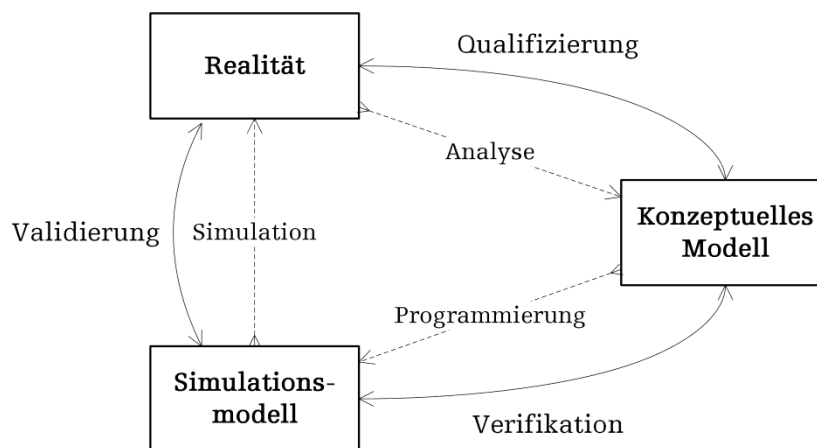 Qualifizierung
Realität
Analyse
Konzeptuelles
Modell
Validierung
Simulation
Programmierung
Simulations-
modell
Verifikation